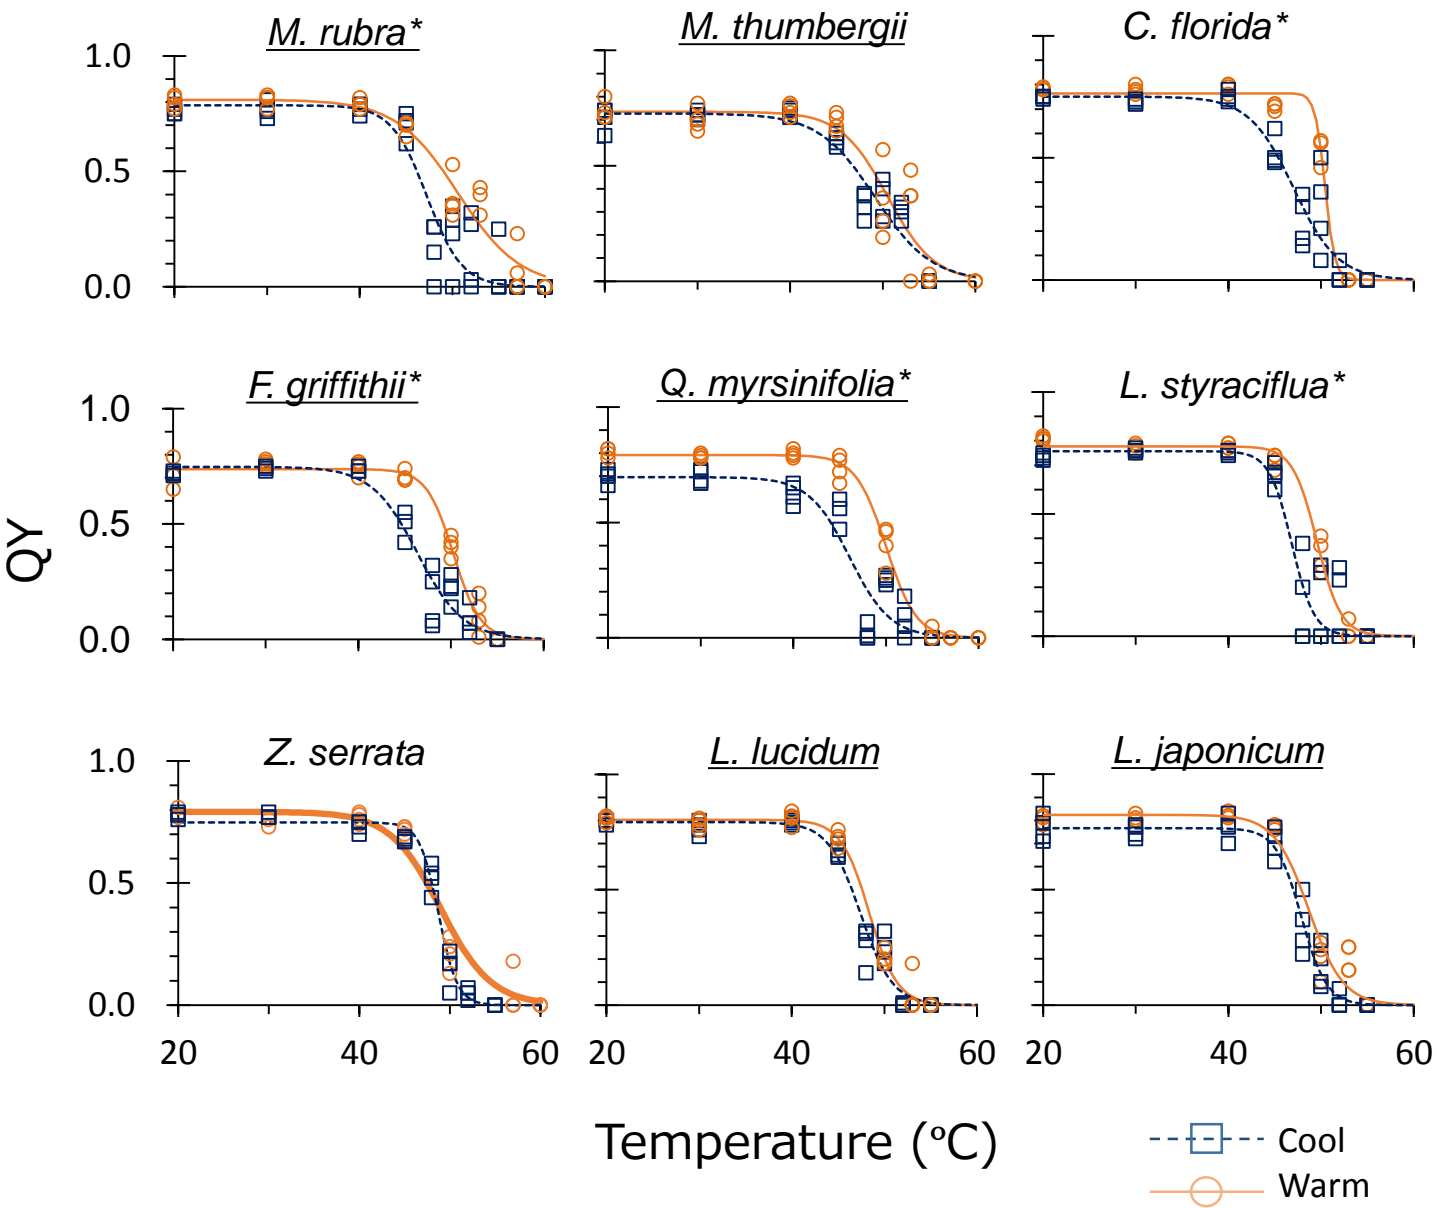 M. rubra* M. thumbergii C. florida*
1.0
0.5
0.0
F. griffithii* Q. myrsinifolia* L. styraciflua*
1.0
0.5
0.0
QY
Z. serrata L. lucidum L. japonicum
1.0
0.5
0.0
20 40 60 20 40 60 20 40 60
Temperature (°C)
Cool
Warm